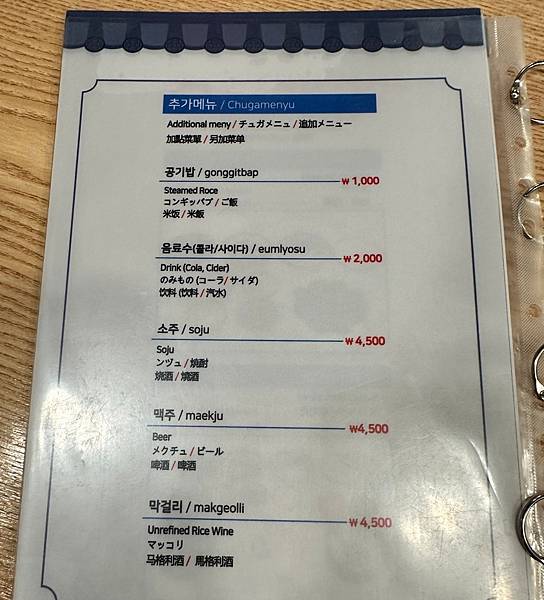 추가메뉴 / Chugamenyu
Additional meny / チュガメニュ / 追加メニュー
加點菜單 / 另加菜单
공기밥 / gonggitbap
₩ 1,000
Steamed Roce
コンギッパプ / ご飯
米饭 / 米飯
음료수(콜라/사이다) / eumlyosu
₩ 2,000
Drink (Cola, Cider)
のみもの (コーラ/ サイダ)
饮料 (饮料 / 汽水)
소주 / soju
₩ 4,500
Soju
ンヅュ / 焼酎
烧酒 / 燒酒
맥주 / maekju
₩4,500
Beer
メクチュ / ビール
啤酒 / 啤酒
막걸리 / makgeolli
₩ 4,500
Unrefined Rice Wine
マッコリ
马格利酒 / 馬格利酒